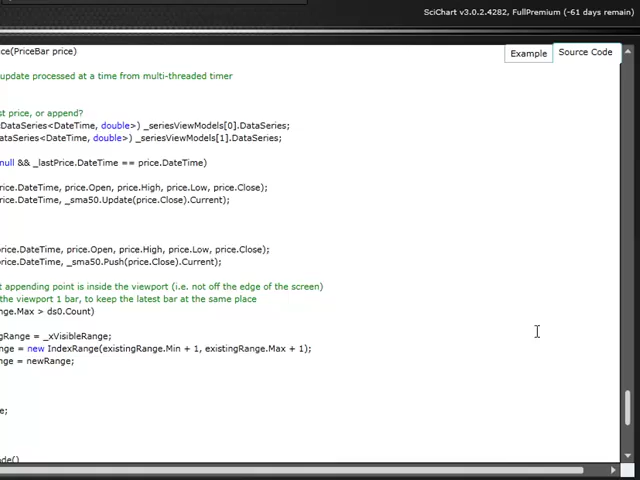 SciChart v3.0.2.4282, FullPremium (-61 days remain)
Example
Source Code
ce(PriceBar price)
update processed at a time from multi-threaded timer
st price, or append?
DataSeries<DateTime, double>) _seriesViewModels[0].DataSeries;
DataSeries<DateTime, double>) _seriesViewModels[1].DataSeries;
null && _lastPrice.DateTime == price.DateTime)
rice.DateTime, price.Open, price.High, price.Low, price.Close);
rice.DateTime, _sma50.Update(price.Close).Current);
price.DateTime, price.Open, price.High, price.Low, price.Close);
price.DateTime, _sma50.Push(price.Close).Current);
t appending point is inside the viewport (i.e. not off the edge of the screen)
the viewport 1 bar, to keep the latest bar at the same place
nge.Max > ds0.Count)
gRange = _xVisibleRange;
nge = new IndexRange(existingRange.Min + 1, existingRange.Max + 1);
nge = newRange;
e;
ode()